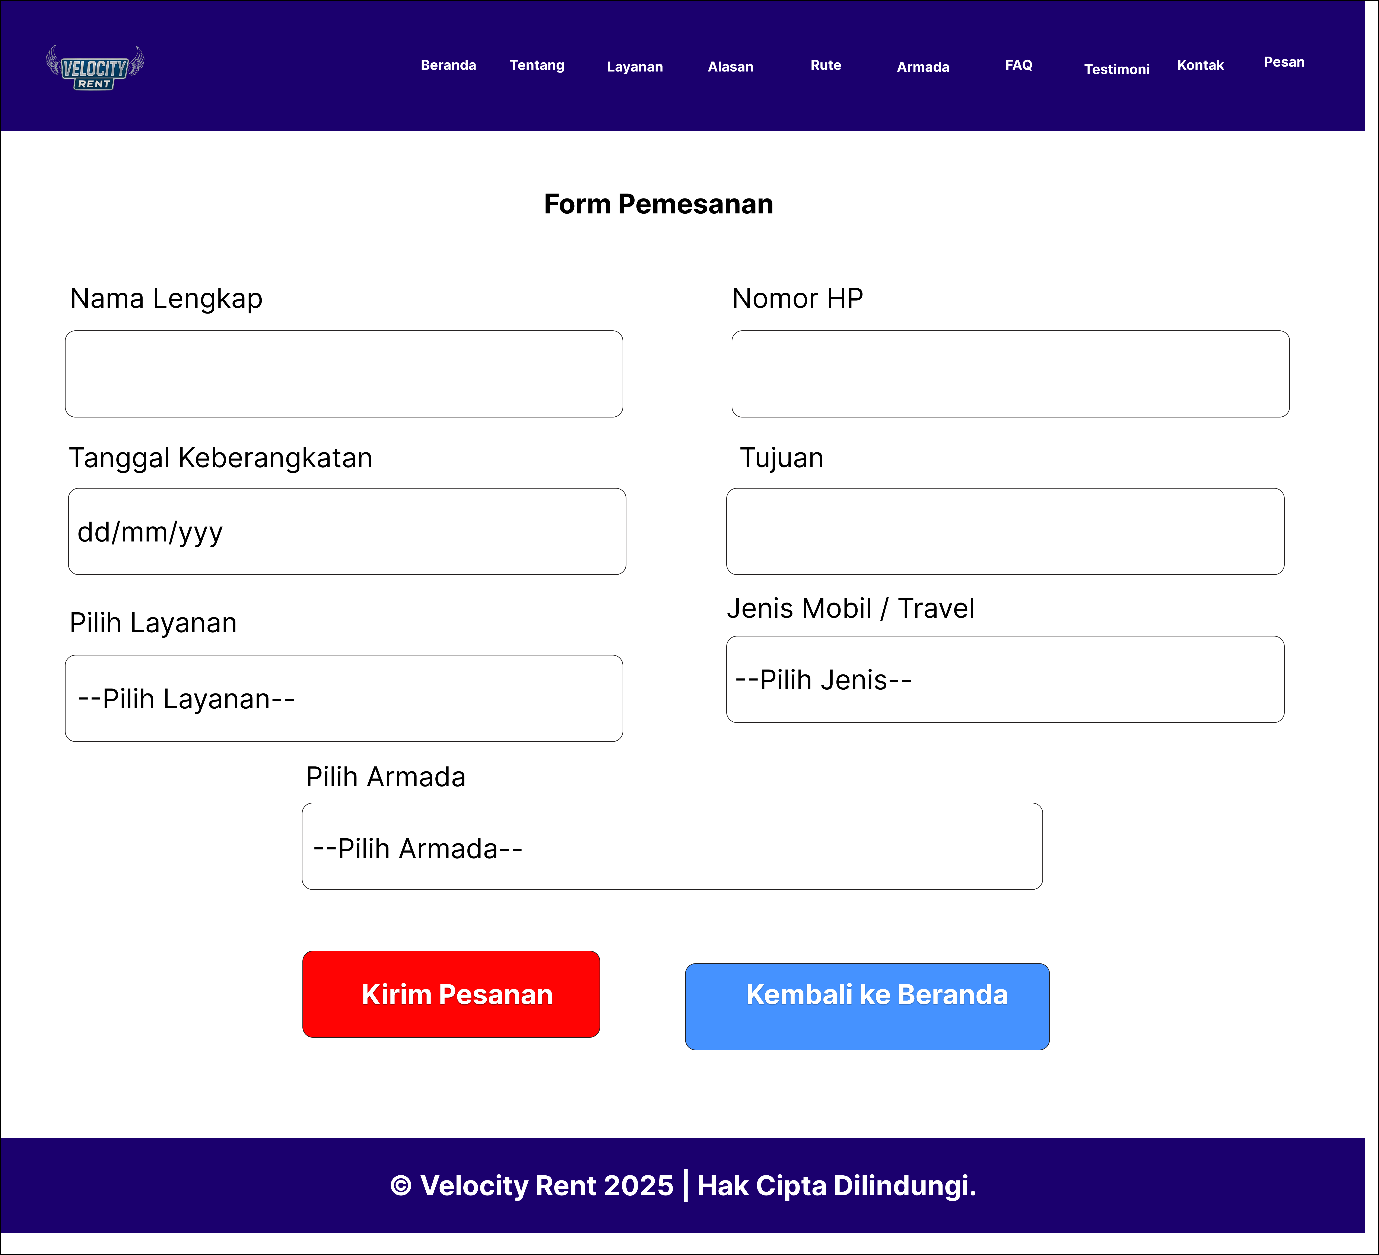 VELOCITY
RENT
Beranda Tentang Layanan Alasan Rute Armada FAQ Testimoni Kontak Pesan
Form Pemesanan
Nama Lengkap Nomor HP
Tanggal Keberangkatan Tujuan
dd/mm/yyy
Pilih Layanan Jenis Mobil / Travel
--Pilih Layanan-- --Pilih Jenis--
Pilih Armada
--Pilih Armada--
Kirim Pesanan Kembali ke Beranda
© Velocity Rent 2025 | Hak Cipta Dilindungi.